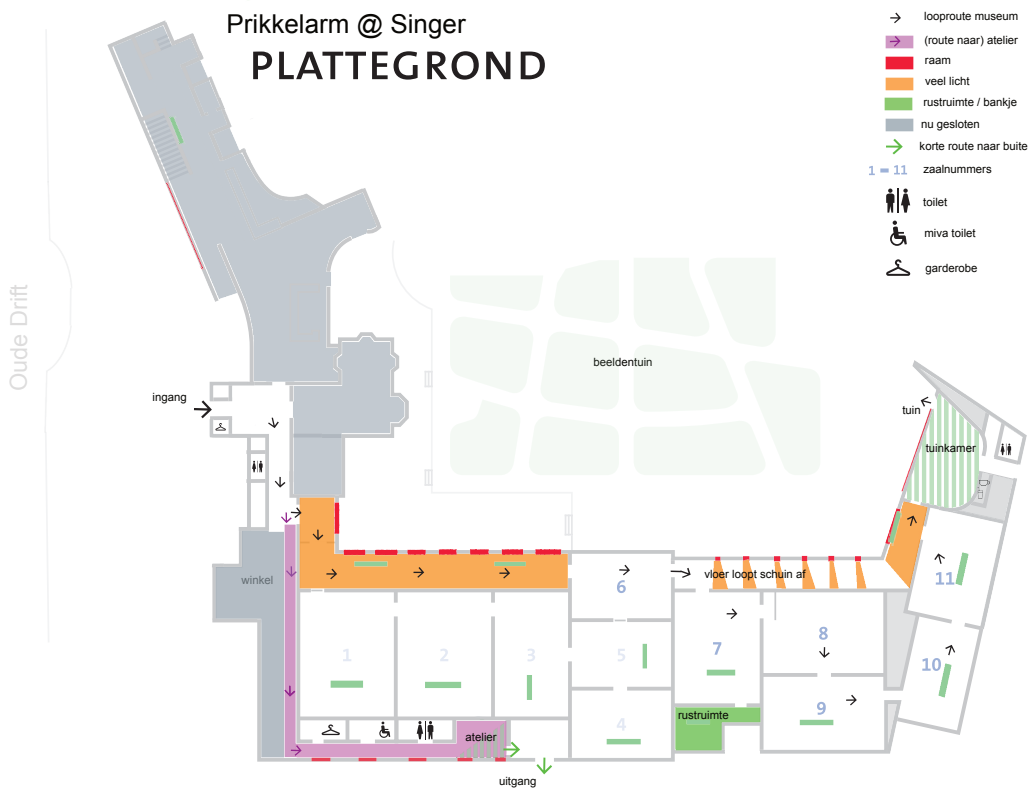 Prikkelarm @ Singer
PLATTEGROND
looproute museum
(route naar) atelier
raam
veel licht
rustruimte / bankje
nu gesloten
korte route naar buite
1 – 11 zaalnummers
toilet
miva toilet
garderobe
Oude Drift
beeldentuin
ingang
tuin
tuinkamer
winkel
vloer loopt schuin af
6
11
8
1
2
3
5
7
10
9
rustruimte
4
atelier
uitgang